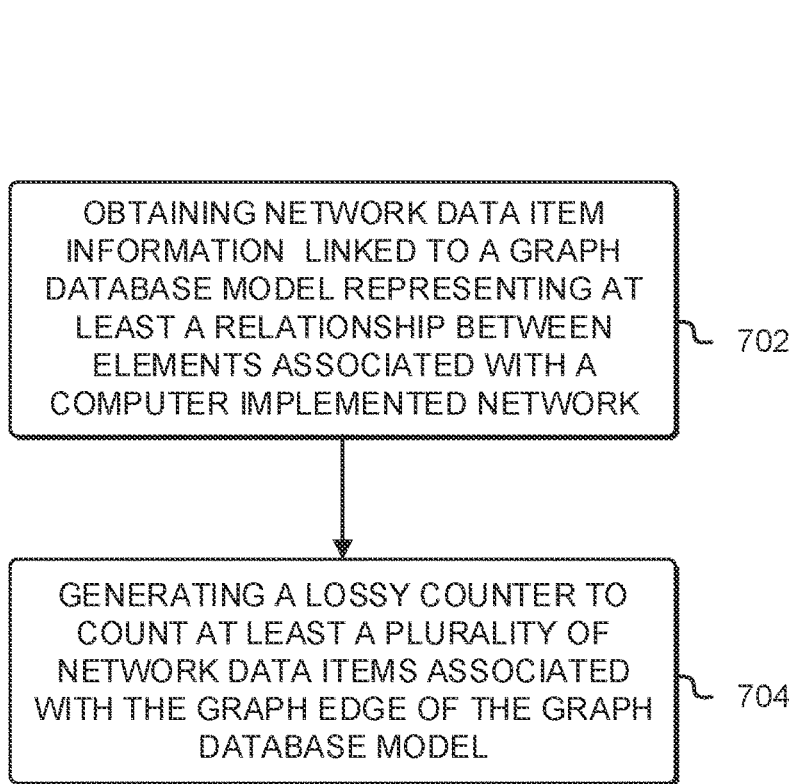 OBTAINING NETWORK DATA ITEM
INFORMATION LINKED TO A GRAPH
DATABASE MODEL REPRESENTING AT
LEAST A RELATIONSHIP BETWEEN
ELEMENTS ASSOCIATED WITH A
COMPUTER IMPLEMENTED NETWORK
702
GENERATING A LOSSY COUNTER TO
COUNT AT LEAST A PLURALITY OF
NETWORK DATA ITEMS ASSOCIATED
WITH THE GRAPH EDGE OF THE GRAPH
DATABASE MODEL
704